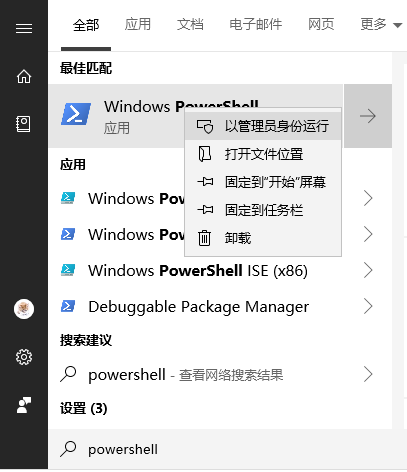 全部 应用 文档 电子邮件 网页 更多
最佳匹配
Windows PowerShell
应用
以管理员身份运行
打开文件位置
固定到"开始"屏幕
固定到任务栏
卸载
应用
Windows Po
Windows Po
Windows PowerShell ISE (x86)
Debuggable Package Manager
搜索建议
powershell - 查看网络搜索结果
设置 (3)
powershell